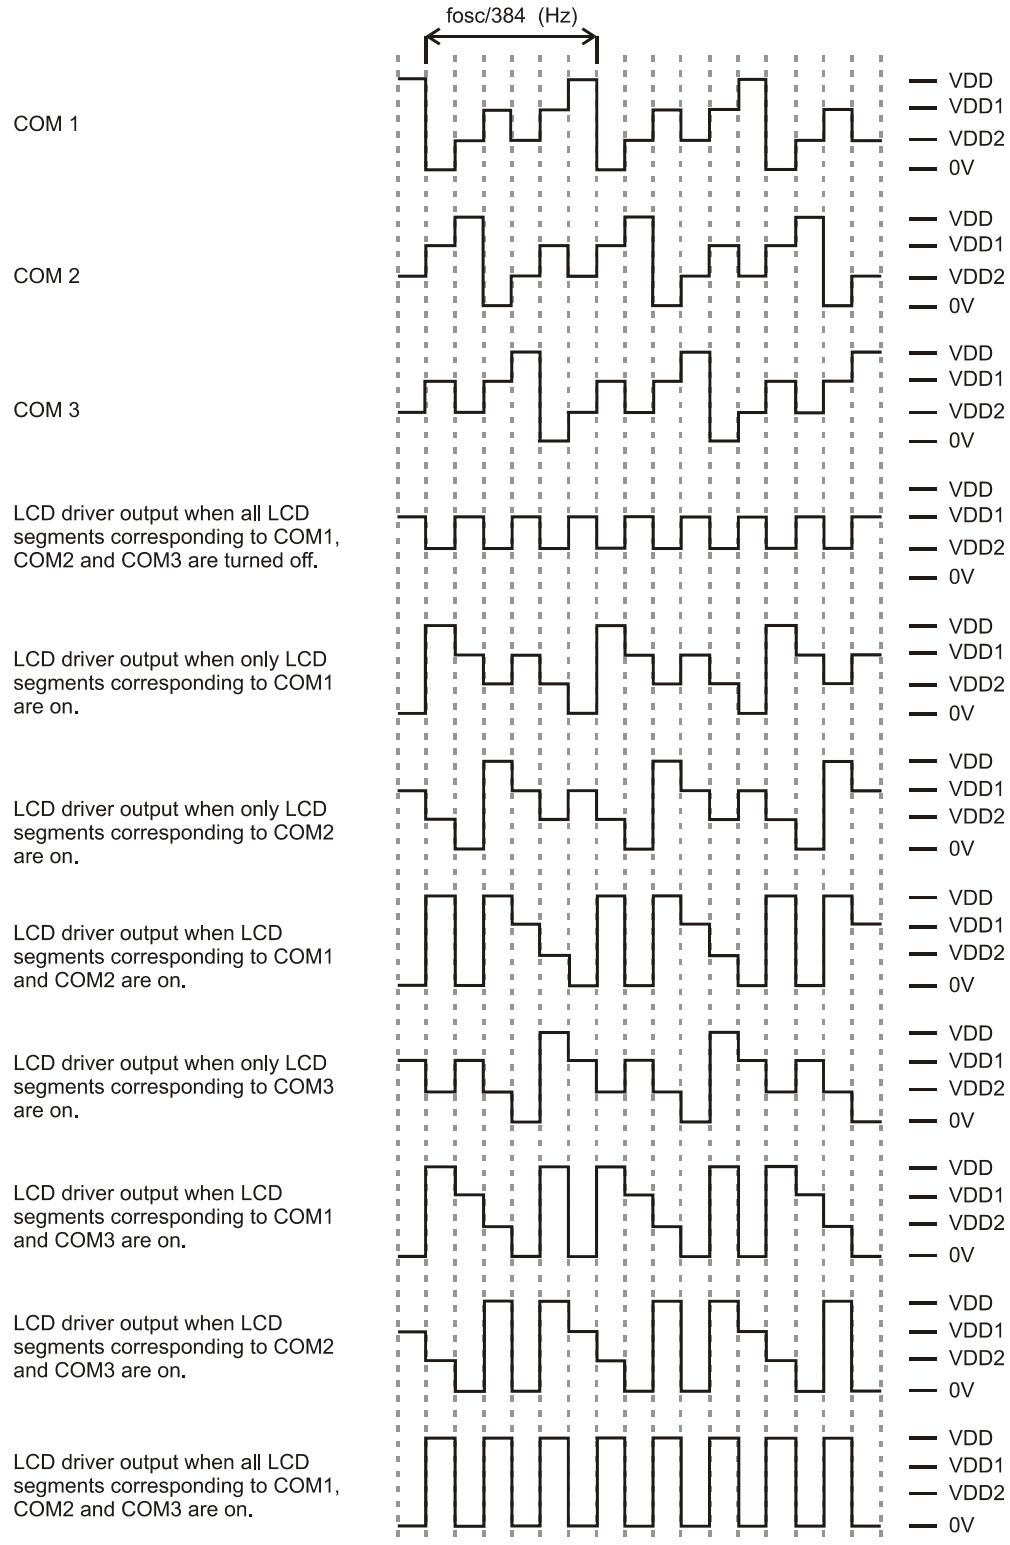 fosc/384 (Hz)
COM 1
VDD
VDD1
VDD2
0V
COM 2
VDD
VDD1
VDD2
0V
COM 3
VDD
VDD1
VDD2
0V
LCD driver output when all LCD
segments corresponding to COM1,
COM2 and COM3 are turned off.
VDD
VDD1
VDD2
0V
LCD driver output when only LCD
segments corresponding to COM1
are on.
VDD
VDD1
VDD2
0V
LCD driver output when only LCD
segments corresponding to COM2
are on.
VDD
VDD1
VDD2
0V
LCD driver output when LCD
segments corresponding to COM1
and COM2 are on.
VDD
VDD1
VDD2
0V
LCD driver output when only LCD
segments corresponding to COM3
are on.
VDD
VDD1
VDD2
0V
LCD driver output when LCD
segments corresponding to COM1
and COM3 are on.
VDD
VDD1
VDD2
0V
LCD driver output when LCD
segments corresponding to COM2
and COM3 are on.
VDD
VDD1
VDD2
0V
LCD driver output when all LCD
segments corresponding to COM1,
COM2 and COM3 are on.
VDD
VDD1
VDD2
0V